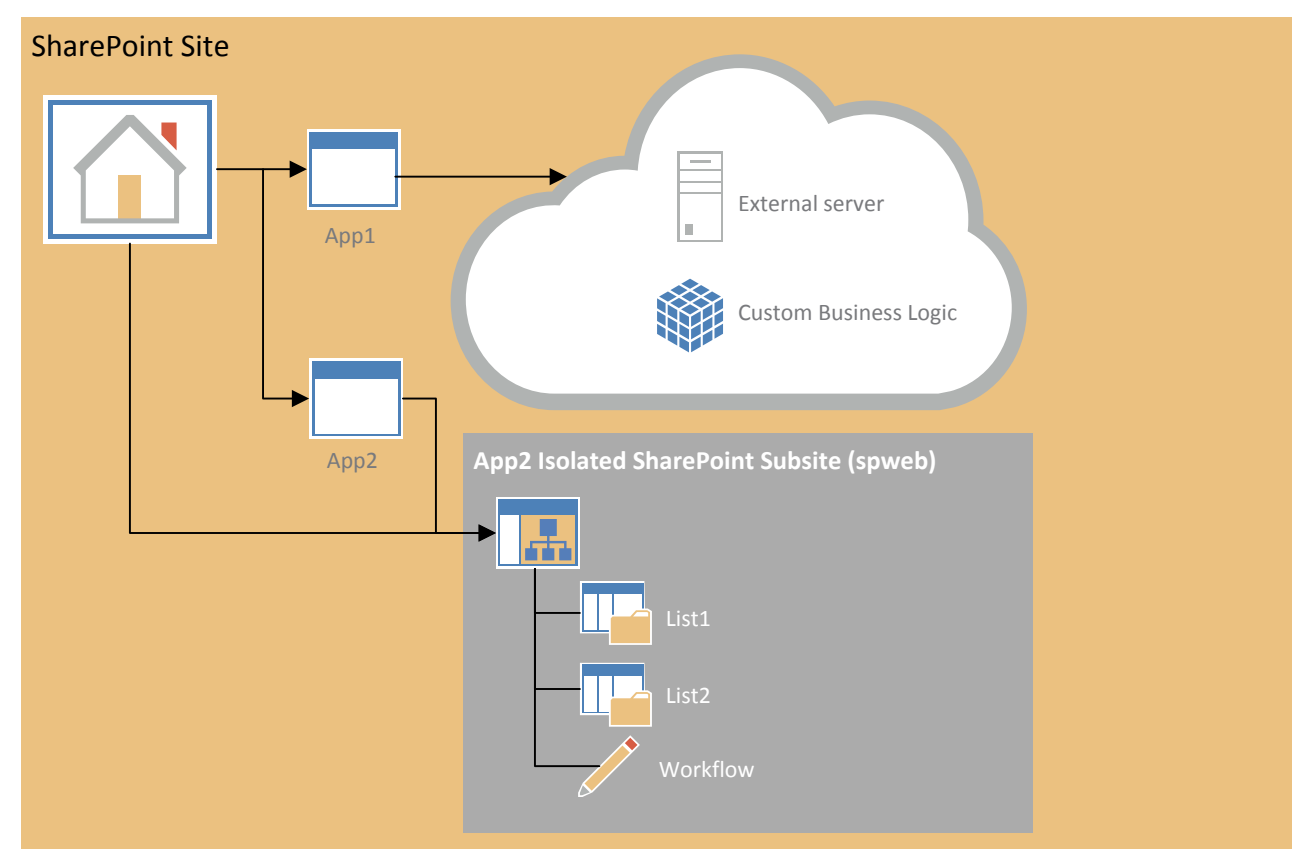 SharePoint Site
App1
External server
Custom Business Logic
App2
App2 Isolated SharePoint Subsite (spweb)
List1
List2
Workflow